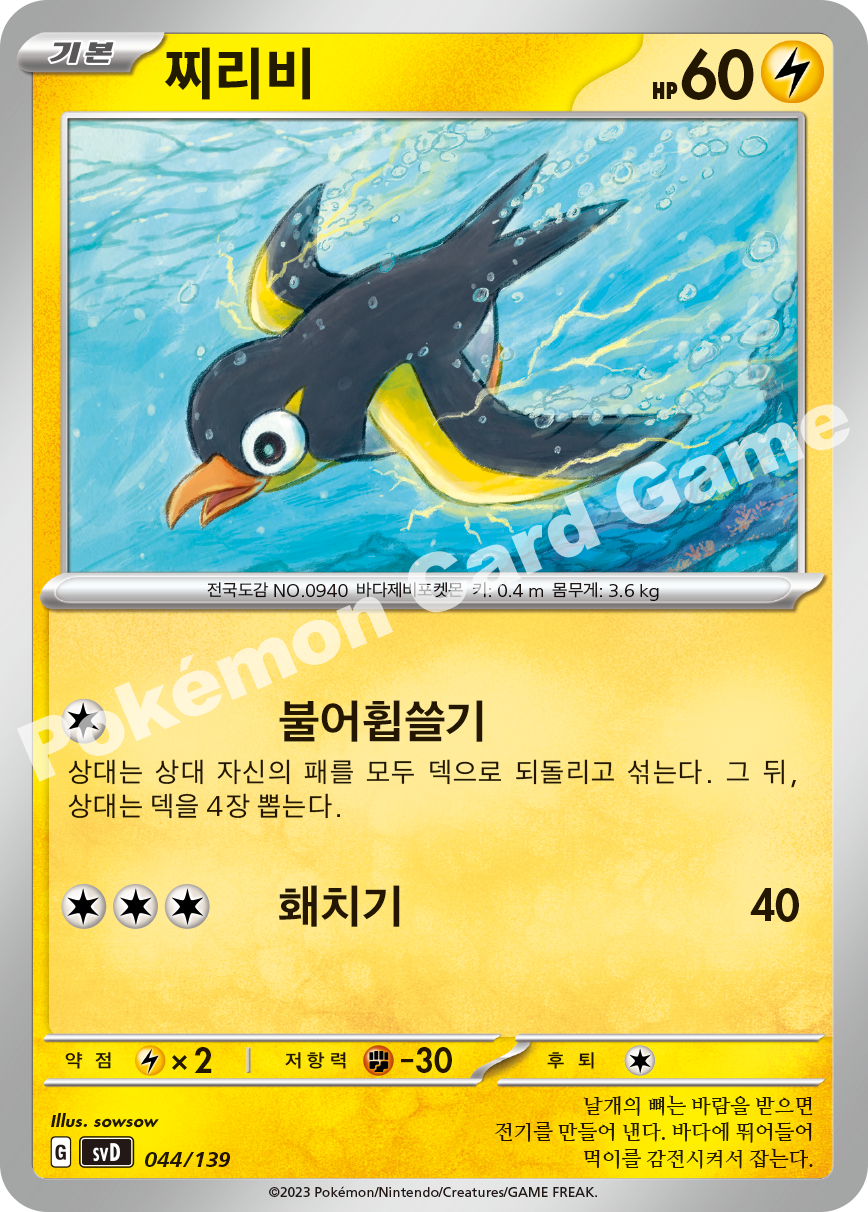 기본
찌리비
HP 60
전국도감 NO.0940 바다제비포켓몬 키: 0.4 m 몸무게: 3.6 kg
불어휩쓸기
상대는 상대 자신의 패를 모두 덱으로 되돌리고 섞는다. 그 뒤,
상대는 덱을 4장 뽑는다.
홰치기 40
약점 ×2 저항력 -30 후퇴
Illus. sowsow
날개의 뼈는 바람을 받으면
전기를 만들어 낸다. 바다에 뛰어들어
먹이를 감전시켜서 잡는다.
G svD 044/139
©2023 Pokémon/Nintendo/Creatures/GAME FREAK.
Pokémon Card Game